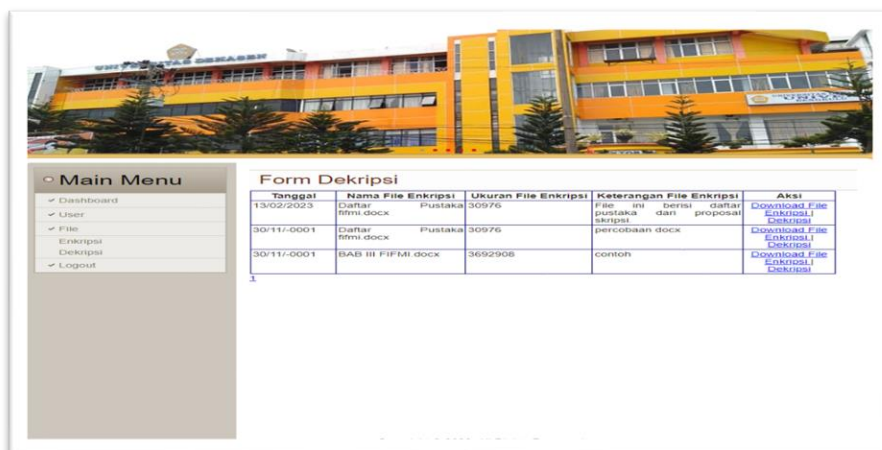 Main Menu
Dashboard
User
File
Enkripsi
Dekripsi
Logout
Form Dekripsi
Tanggal Nama File Enkripsi Ukuran File Enkripsi Keterangan File Enkripsi Aksi
13/02/2023 Daftar Pustaka 30976 File ini berisi daftar Download File
fifmi.docx pustaka dari proposal Enkripsi |
skripsi. Dekripsi
30/11/-0001 Daftar Pustaka 30976 percobaan docx Download File
fifmi.docx Enkripsi |
Dekripsi
30/11/-0001 BAB III FIFMI.docx 3692908 contoh Download File
Enkripsi |
Dekripsi
1